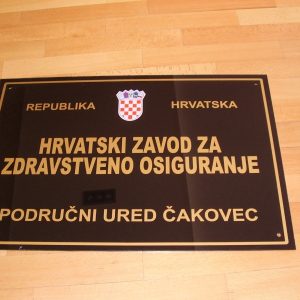 REPUBLIKA HRVATSKA
HRVATSKI ZAVOD ZA
ZDRAVSTVENO OSIGURANJE
PODRUČNI URED ČAKOVEC